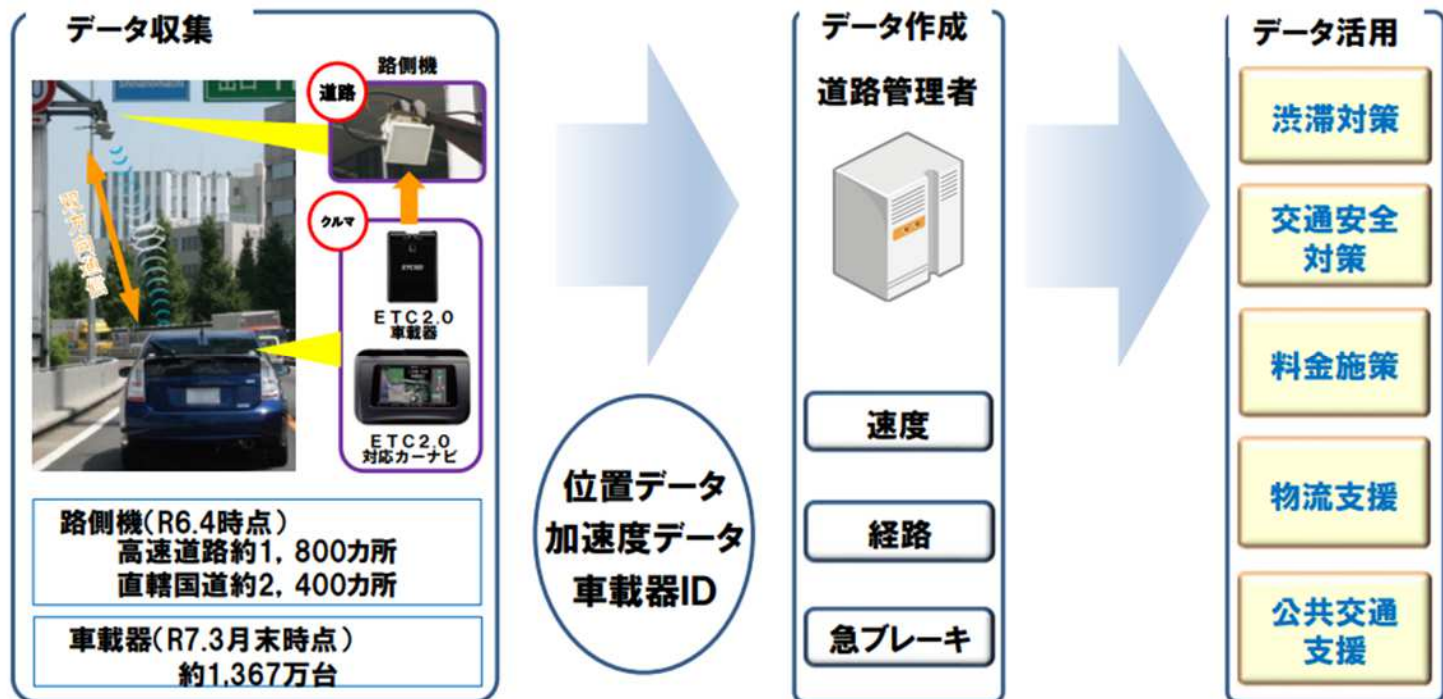 データ収集
路側機
道路
双方向通信
クルマ
ETC2.0
車載器
ETC2.0
対応カーナビ
路側機(R6.4時点)
高速道路約1,800カ所
直轄国道約2,400カ所
車載器(R7.3月末時点)
約1,367万台
位置データ
加速度データ
車載器ID
データ作成
道路管理者
速度
経路
急ブレーキ
データ活用
渋滞対策
交通安全
対策
料金施策
物流支援
公共交通
支援